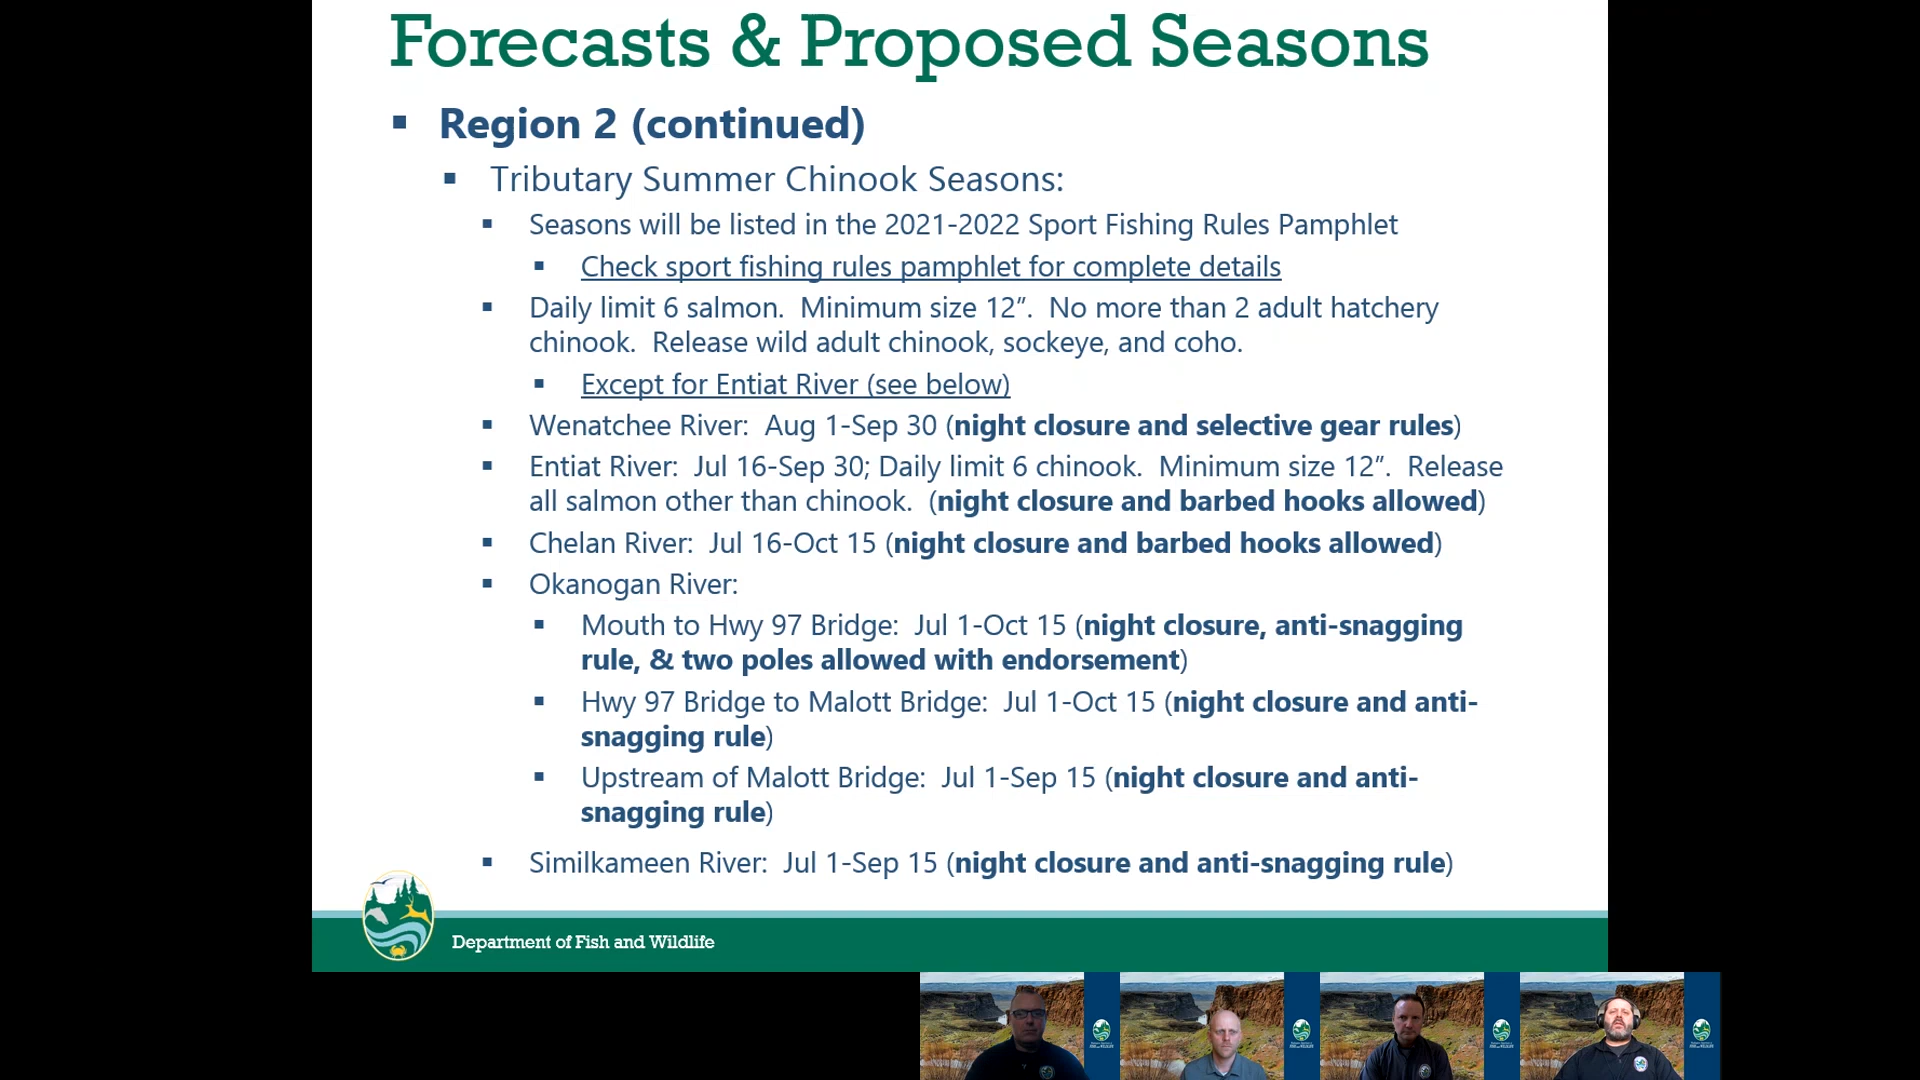 Forecasts & Proposed Seasons
Region 2 (continued)
Tributary Summer Chinook Seasons:
Seasons will be listed in the 2021-2022 Sport Fishing Rules Pamphlet
Check sport fishing rules pamphlet for complete details
Daily limit 6 salmon. Minimum size 12”. No more than 2 adult hatchery
chinook. Release wild adult chinook, sockeye, and coho.
Except for Entiat River (see below)
Wenatchee River: Aug 1-Sep 30 (night closure and selective gear rules)
Entiat River: Jul 16-Sep 30; Daily limit 6 chinook. Minimum size 12”. Release
all salmon other than chinook. (night closure and barbed hooks allowed)
Chelan River: Jul 16-Oct 15 (night closure and barbed hooks allowed)
Okanogan River:
Mouth to Hwy 97 Bridge: Jul 1-Oct 15 (night closure, anti-snagging
rule, & two poles allowed with endorsement)
Hwy 97 Bridge to Malott Bridge: Jul 1-Oct 15 (night closure and anti-
snagging rule)
Upstream of Malott Bridge: Jul 1-Sep 15 (night closure and anti-
snagging rule)
Similkameen River: Jul 1-Sep 15 (night closure and anti-snagging rule)
Department of Fish and Wildlife